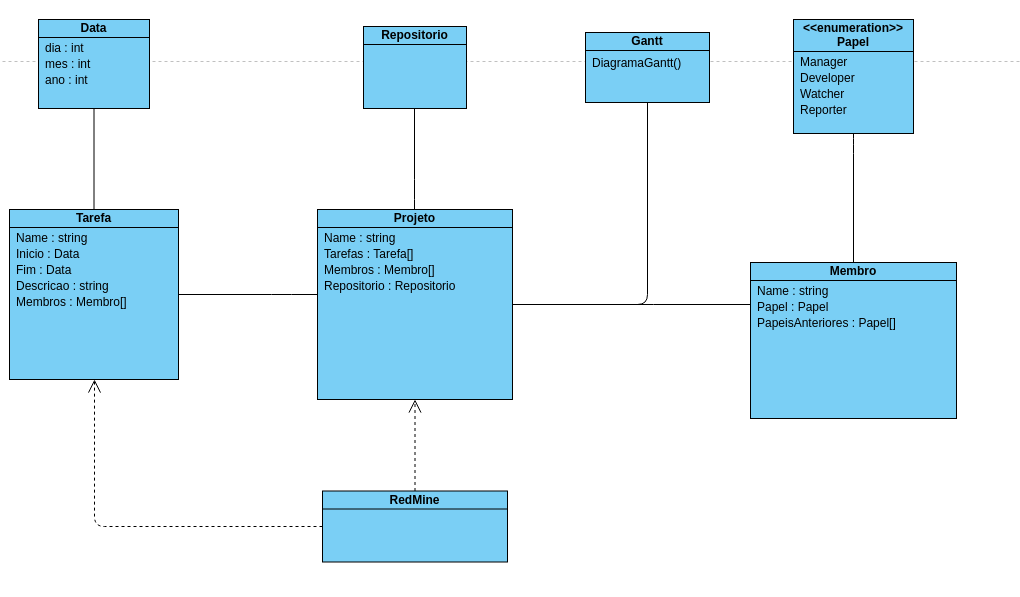 Data
dia : int
mes : int
ano : int
Repositorio
Gantt
DiagramaGantt()
<<enumeration>>
Papel
Manager
Developer
Watcher
Reporter
Tarefa
Name : string
Inicio : Data
Fim : Data
Descricao : string
Membros : Membro[]
Projeto
Name : string
Tarefas : Tarefa[]
Membros : Membro[]
Repositorio : Repositorio
Membro
Name : string
Papel : Papel
PapeisAnteriores : Papel[]
RedMine